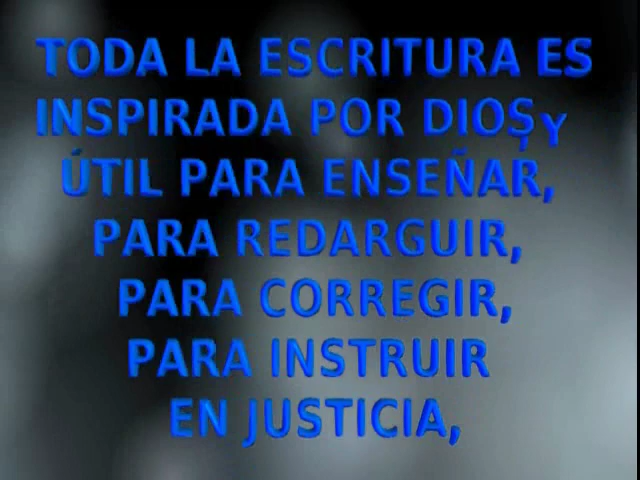 TODA LA ESCRITURA ES
INSPIRADA POR DIOS, Y
ÚTIL PARA ENSEÑAR,
PARA REDARGUIR,
PARA CORREGIR,
PARA INSTRUIR
EN JUSTICIA,